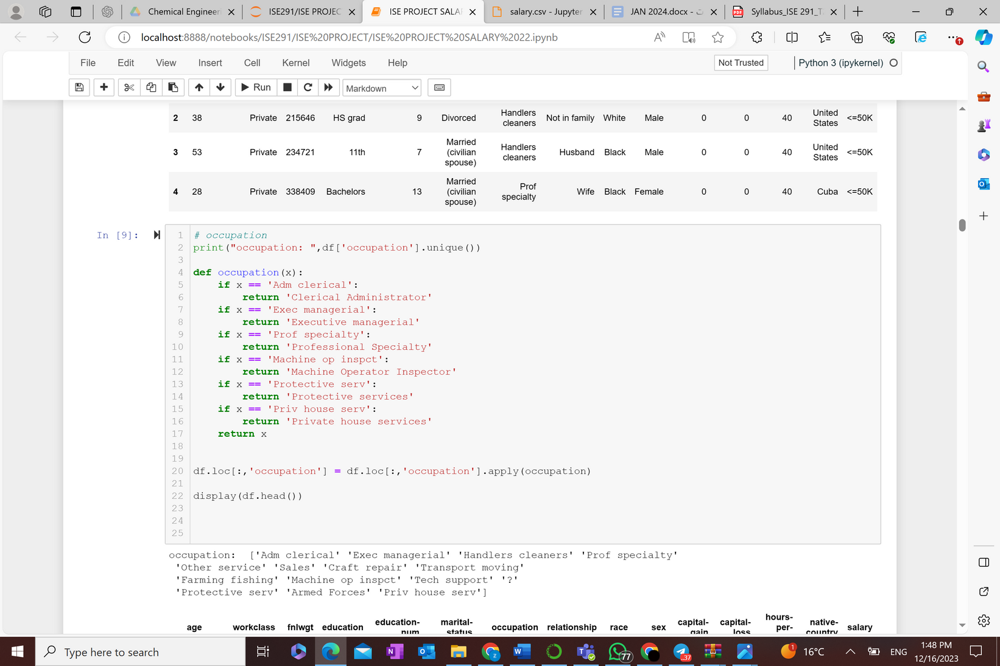 Chemical Engineer
ISE291/ISE PROJEC
ISE PROJECT SALA
salary.csv - Jupyter
JAN 2024.docx -
Syllabus_ISE 291_T
localhost:8888/notebooks/ISE291/ISE%20PROJECT/ISE%20PROJECT%20SALARY%2022.ipynb
File Edit View Insert Cell Kernel Widgets Help
Not Trusted
Python 3 (ipykernel)
Run
Markdown
2 38 Private 215646 HS grad 9 Divorced Handlers cleaners Not in family White Male 0 0 40 United States <=50K
3 53 Private 234721 11th 7 Married (civilian spouse) Handlers cleaners Husband Black Male 0 0 40 United States <=50K
4 28 Private 338409 Bachelors 13 Married (civilian spouse) Prof specialty Wife Black Female 0 0 40 Cuba <=50K
In [9]:
1 # occupation
2 print("occupation: ",df['occupation'].unique())
3
4 def occupation(x):
5     if x == 'Adm clerical':
6         return 'Clerical Administrator'
7     if x == 'Exec managerial':
8         return 'Executive managerial'
9     if x == 'Prof specialty':
10         return 'Professional Specialty'
11     if x == 'Machine op inspct':
12         return 'Machine Operator Inspector'
13     if x == 'Protective serv':
14         return 'Protective services'
15     if x == 'Priv house serv':
16         return 'Private house services'
17     return x
18
19
20 df.loc[:,'occupation'] = df.loc[:,'occupation'].apply(occupation)
21
22 display(df.head())
23
24
25
occupation:  ['Adm clerical' 'Exec managerial' 'Handlers cleaners' 'Prof specialty'
'Other service' 'Sales' 'Craft repair' 'Transport moving'
'Farming fishing' 'Machine op inspct' 'Tech support' '?'
'Protective serv' 'Armed Forces' 'Priv house serv']
age workclass fnlwgt education education-num marital-status occupation relationship race sex capital-gain capital-loss hours-per- native-country salary
Type here to search
77
37
1
16°C
ENG
1:48 PM
12/16/2023